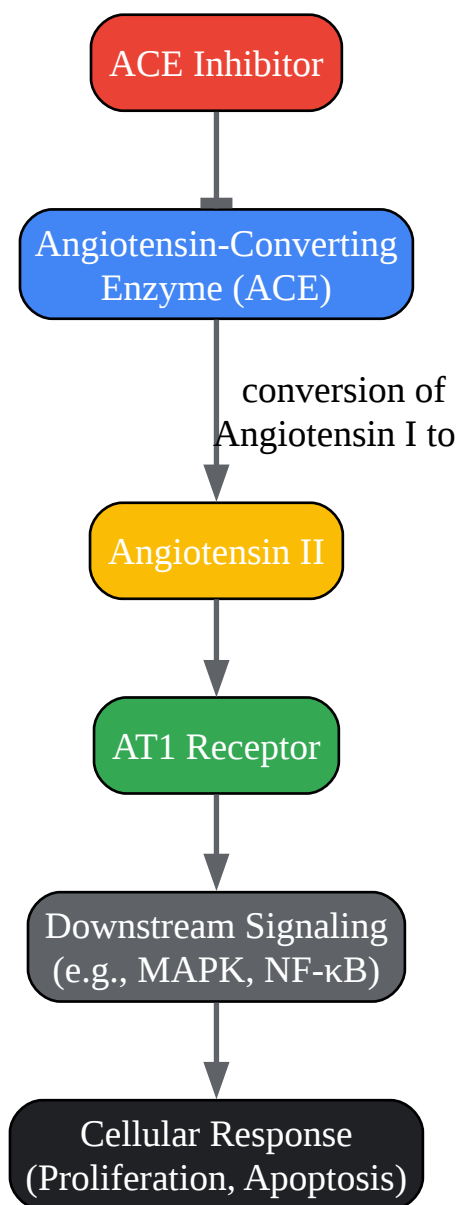 ACE Inhibitor
Angiotensin-Converting
Enzyme (ACE)
conversion of
Angiotensin I to
Angiotensin II
AT1 Receptor
Downstream Signaling
(e.g., MAPK, NF-κB)
Cellular Response
(Proliferation, Apoptosis)